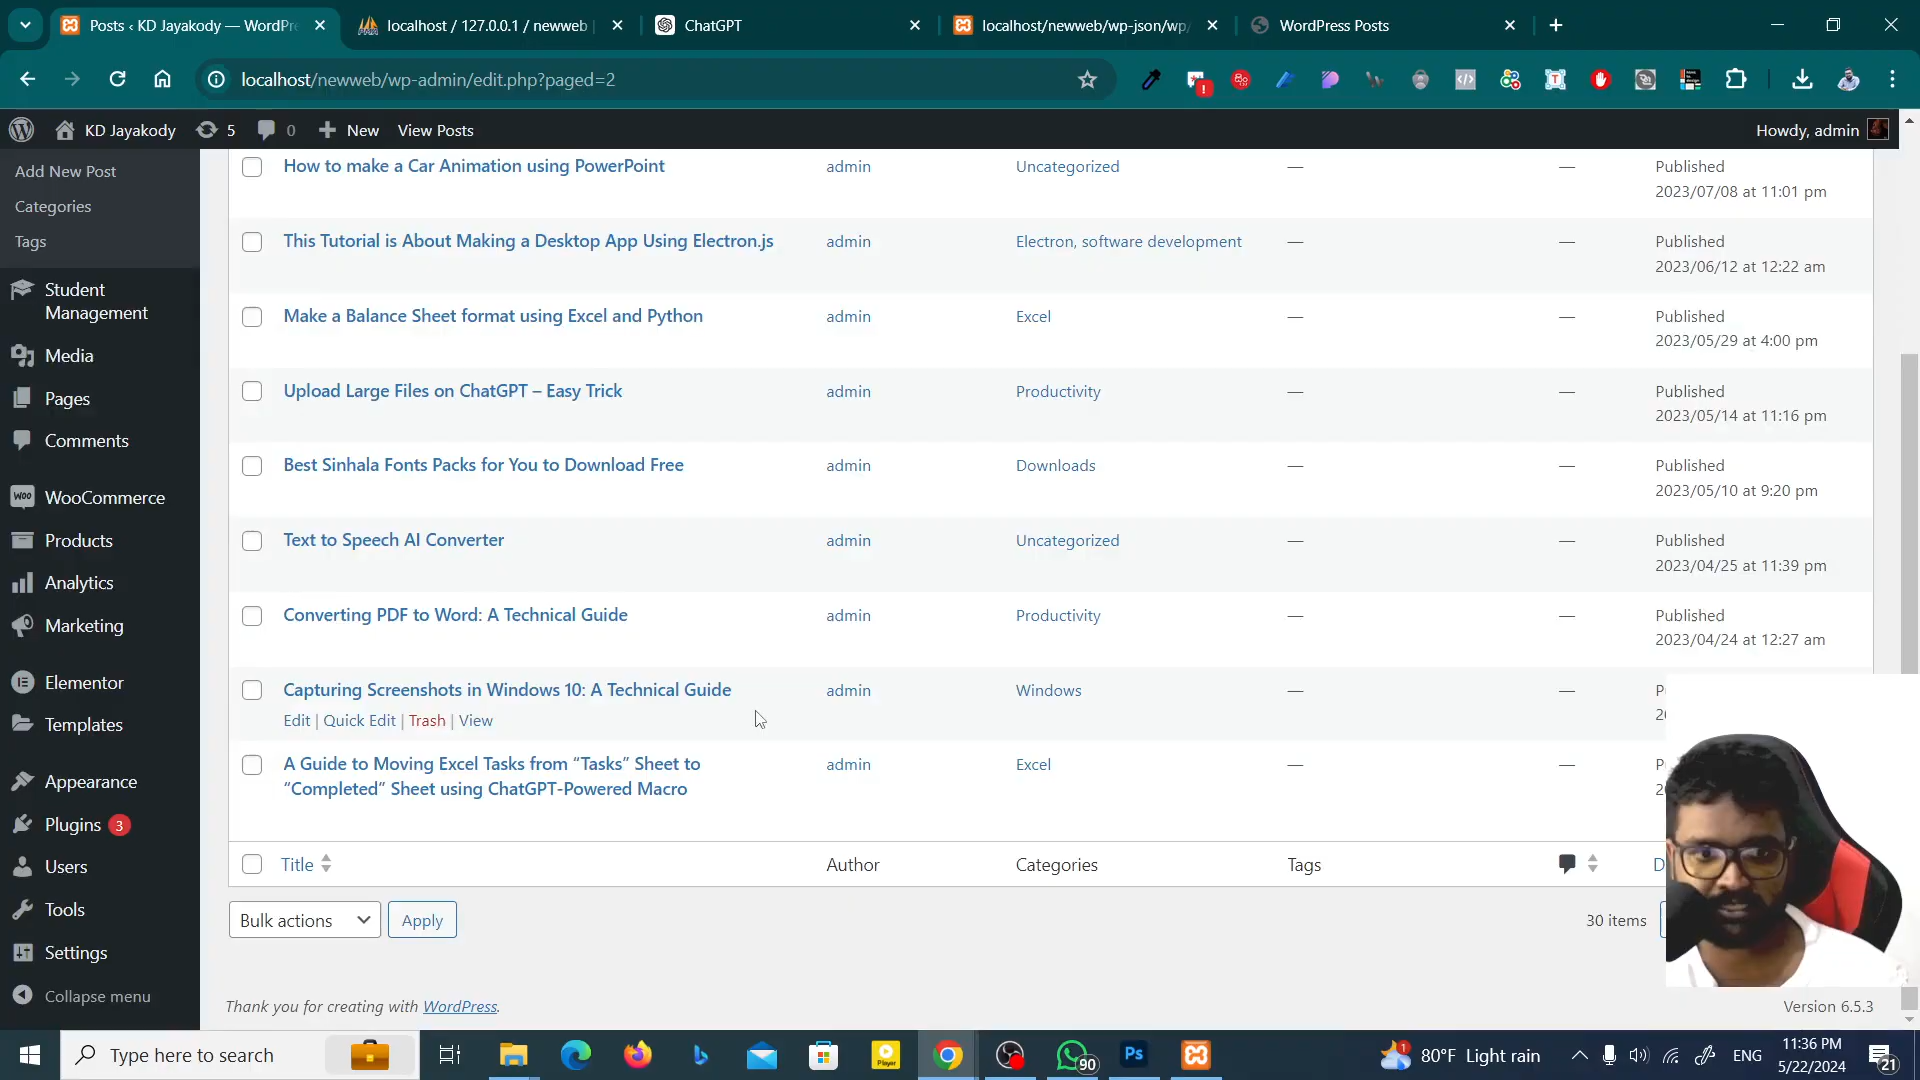 Posts ‹ KD Jayakody — WordPre
localhost / 127.0.0.1 / newweb
ChatGPT
localhost/newweb/wp-json/wp/
WordPress Posts
localhost/newweb/wp-admin/edit.php?paged=2
KD Jayakody 5 0 New View Posts Howdy, admin
Add New Post
Categories
Tags
Student
Management
Media
Pages
Comments
WooCommerce
Products
Analytics
Marketing
Elementor
Templates
Appearance
Plugins 3
Users
Tools
Settings
Collapse menu
How to make a Car Animation using PowerPoint admin Uncategorized — — Published
2023/07/08 at 11:01 pm
This Tutorial is About Making a Desktop App Using Electron.js admin Electron, software development — — Published
2023/06/12 at 12:22 am
Make a Balance Sheet format using Excel and Python admin Excel — — Published
2023/05/29 at 4:00 pm
Upload Large Files on ChatGPT – Easy Trick admin Productivity — — Published
2023/05/14 at 11:16 pm
Best Sinhala Fonts Packs for You to Download Free admin Downloads — — Published
2023/05/10 at 9:20 pm
Text to Speech AI Converter admin Uncategorized — — Published
2023/04/25 at 11:39 pm
Converting PDF to Word: A Technical Guide admin Productivity — — Published
2023/04/24 at 12:27 am
Capturing Screenshots in Windows 10: A Technical Guide admin Windows — —
Edit | Quick Edit | Trash | View
A Guide to Moving Excel Tasks from “Tasks” Sheet to admin Excel — —
“Completed” Sheet using ChatGPT-Powered Macro
Title Author Categories Tags
Bulk actions Apply 30 items
Thank you for creating with WordPress. Version 6.5.3
Type here to search
Player
90
Ps
80°F Light rain
ENG
11:36 PM
5/22/2024
21